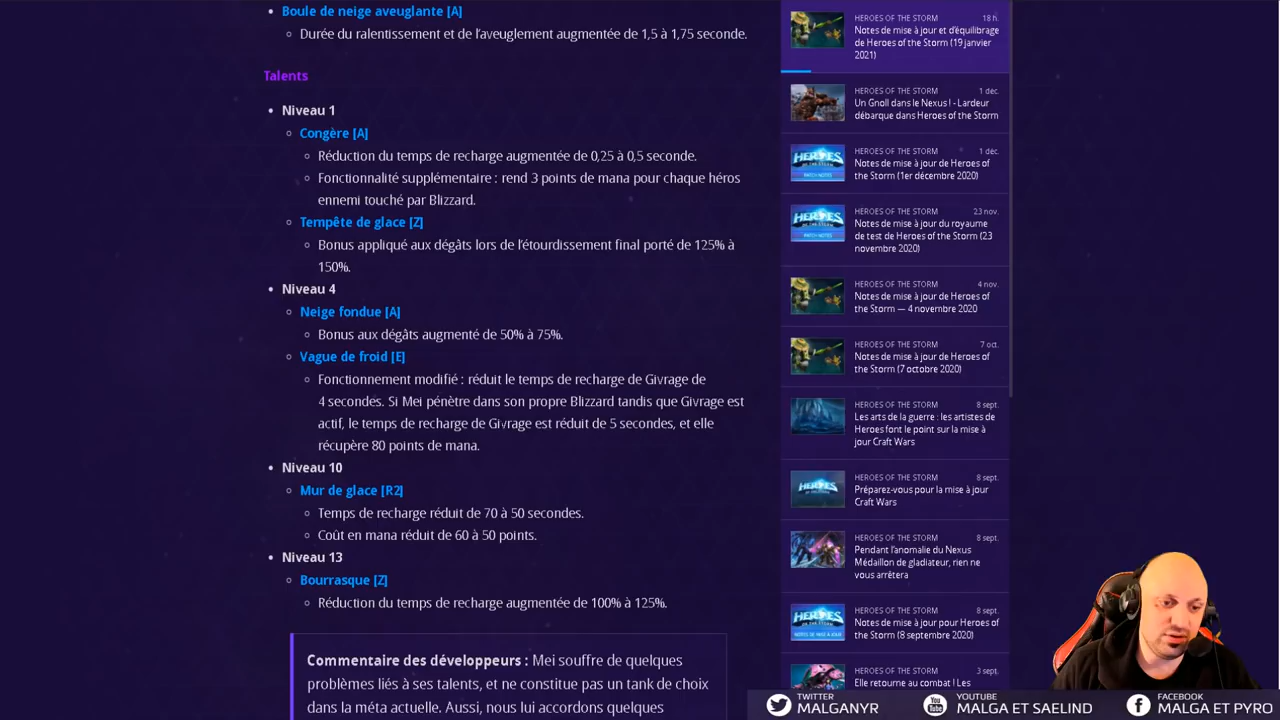 Boule de neige aveuglante [A]
Durée du ralentissement et de l'aveuglement augmentée de 1,5 à 1,75 seconde.
Talents
Niveau 1
Congère [A]
Réduction du temps de recharge augmentée de 0,25 à 0,5 seconde.
Fonctionnalité supplémentaire : rend 3 points de mana pour chaque héros
ennemi touché par Blizzard.
Tempête de glace [Z]
Bonus appliqué aux dégâts lors de l'étourdissement final porté de 125% à
150%.
Niveau 4
Neige fondue [A]
Bonus aux dégâts augmenté de 50% à 75%.
Vague de froid [E]
Fonctionnement modifié : réduit le temps de recharge de Givrage de
4 secondes. Si Mei pénètre dans son propre Blizzard tandis que Givrage est
actif, le temps de recharge de Givrage est réduit de 5 secondes, et elle
récupère 80 points de mana.
Niveau 10
Mur de glace [R2]
Temps de recharge réduit de 70 à 50 secondes.
Coût en mana réduit de 60 à 50 points.
Niveau 13
Bourrasque [Z]
Réduction du temps de recharge augmentée de 100% à 125%.
Commentaire des développeurs : Mei souffre de quelques
problèmes liés à ses talents, et ne constitue pas un tank de choix
dans la méta actuelle. Aussi, nous lui accordons quelques
HEROES OF THE STORM 18 h.
Notes de mise à jour et d'équilibrage
de Heroes of the Storm (19 janvier
2021)
HEROES OF THE STORM 1 déc.
Un Gnoll dans le Nexus ! - Lardeur
débarque dans Heroes of the Storm
HEROES OF THE STORM 1 déc.
Notes de mise à jour de Heroes of
the Storm (1er décembre 2020)
HEROES OF THE STORM 23 nov.
Notes de mise à jour du royaume
de test de Heroes of the Storm (23
novembre 2020)
HEROES OF THE STORM 4 nov.
Notes de mise à jour de Heroes of
the Storm — 4 novembre 2020
HEROES OF THE STORM 7 oct.
Notes de mise à jour de Heroes of
the Storm (7 octobre 2020)
HEROES OF THE STORM 8 sept.
Les arts de la guerre : les artistes de
Heroes font le point sur la mise à
jour Craft Wars
HEROES OF THE STORM 8 sept.
Préparez-vous pour la mise à jour
Craft Wars
HEROES OF THE STORM 8 sept.
Pendant l'anomalie du Nexus
Médaillon de gladiateur, rien ne
vous arrêtera
HEROES OF THE STORM 8 sept.
Notes de mise à jour pour Heroes of
the Storm (8 septembre 2020)
HEROES OF THE STORM 3 sept.
Elle retourne au combat ! Les
TWITTER
MALGANYR
YOUTUBE
MALGA ET SAELIND
FACEBOOK
MALGA ET PYRO